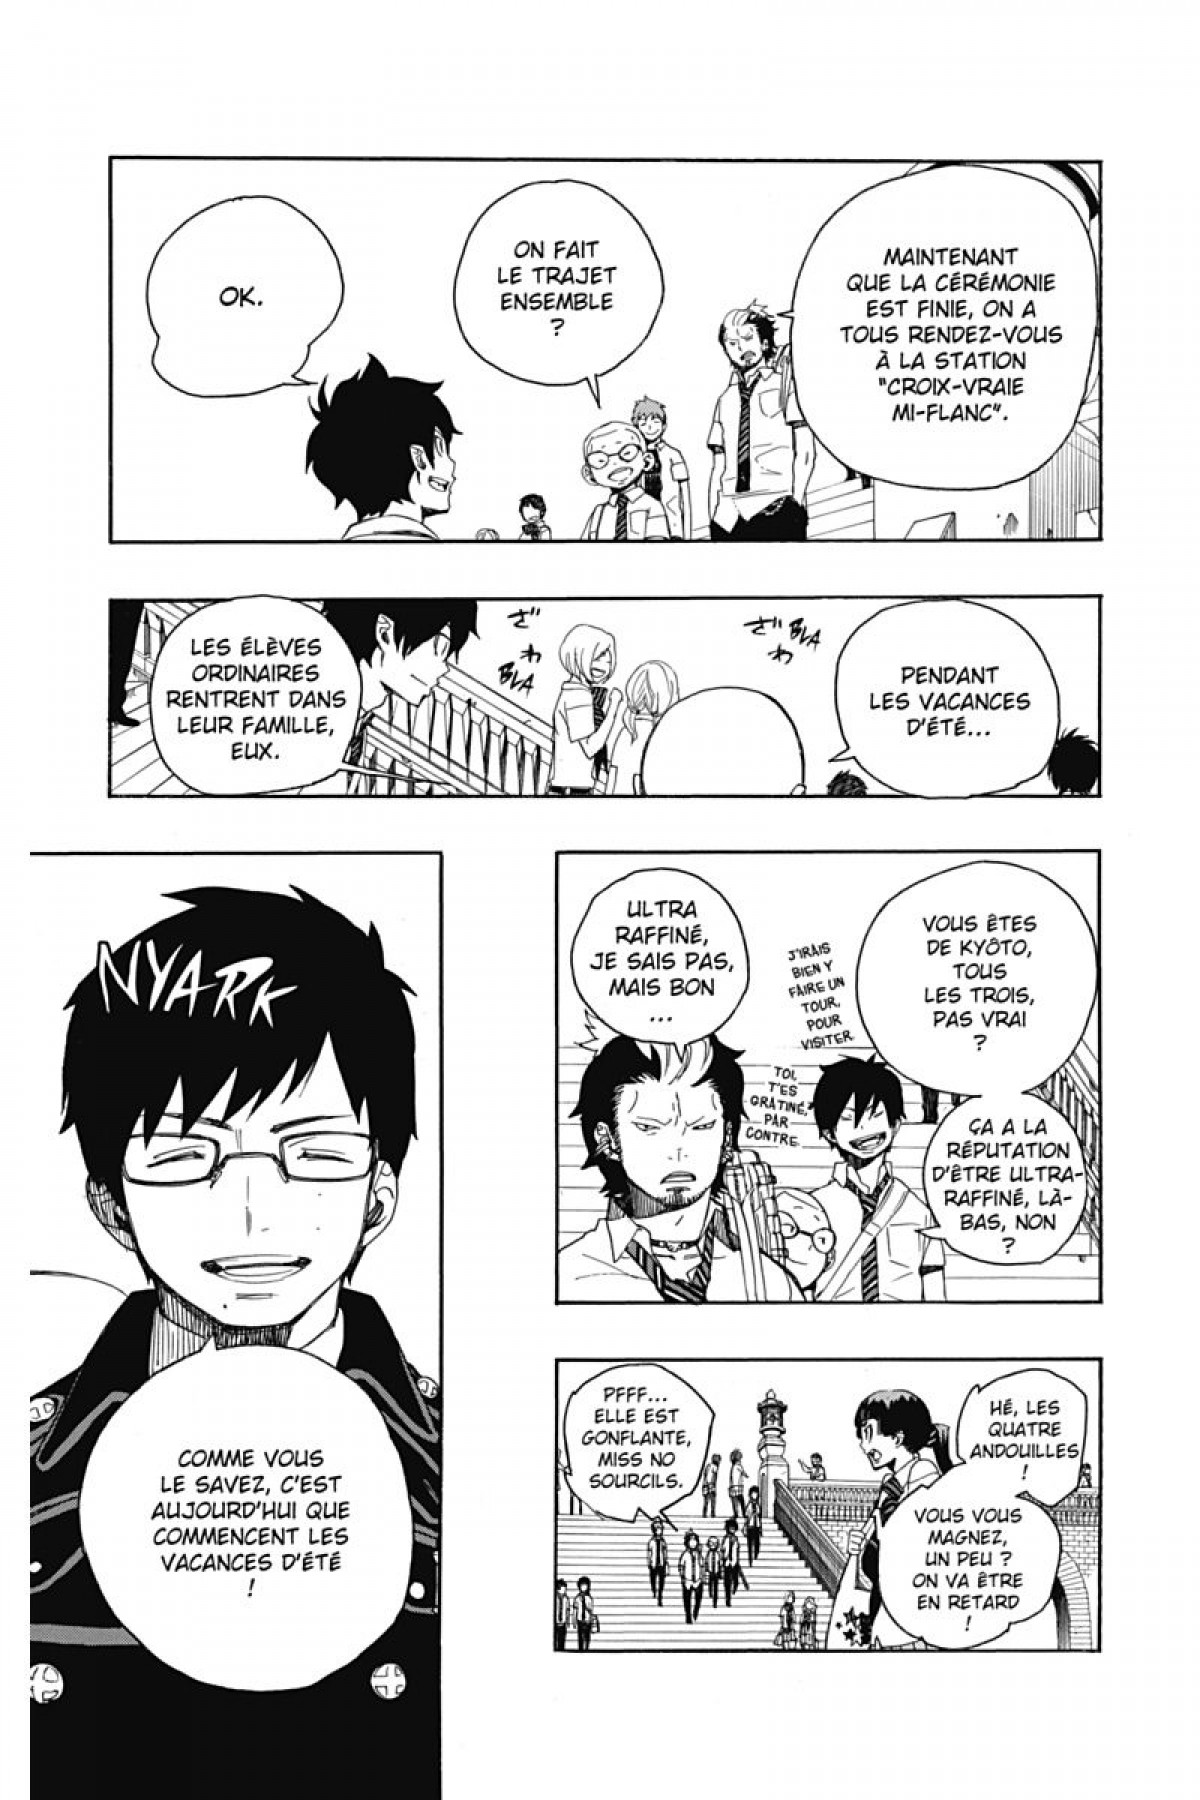 MAINTENANT
QUE LA CÉRÉMONIE
EST FINIE, ON A
TOUS RENDEZ-VOUS
À LA STATION
"CROIX-VRAIE
MI-FLANC".
ON FAIT
LE TRAJET
ENSEMBLE
?
OK.
PENDANT
LES VACANCES
D'ÉTÉ...
ざわ
BLA
ざわ
BLA
LES ÉLÈVES
ORDINAIRES
RENTRENT DANS
LEUR FAMILLE,
EUX.
VOUS ÊTES
DE KYÔTO,
TOUS
LES TROIS,
PAS VRAI
?
ÇA A LA
RÉPUTATION
D'ÊTRE ULTRA-
RAFFINÉ, LÀ-
BAS, NON
?
J'IRAIS
BIEN Y
FAIRE UN
TOUR,
POUR
VISITER.
ULTRA
RAFFINÉ,
JE SAIS PAS,
MAIS BON
...
TOI,
T'ES
GRATINÉ,
PAR
CONTRE.
HÉ, LES
QUATRE
ANDOUILLES
!
VOUS VOUS
MAGNEZ,
UN PEU ?
ON VA ÊTRE
EN RETARD
!
PFFF...
ELLE EST
GONFLANTE,
MISS NO
SOURCILS.
NYARK
COMME VOUS
LE SAVEZ, C'EST
AUJOURD'HUI QUE
COMMENCENT LES
VACANCES D'ÉTÉ
!